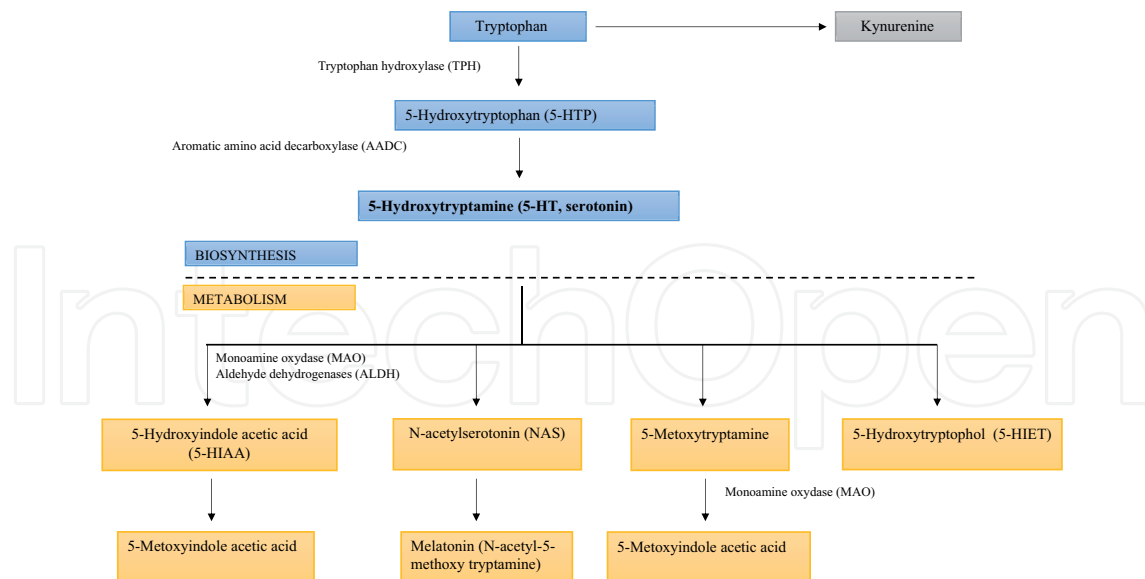 Tryptophan
Kynurenine
Tryptophan hydroxylase (TPH)
5-Hydroxytryptophan (5-HTP)
Aromatic amino acid decarboxylase (AADC)
5-Hydroxytryptamine (5-HT, serotonin)
BIOSYNTHESIS
METABOLISM
IntechOpen
Monoamine oxydase (MAO)
Aldehyde dehydrogenases (ALDH)
5-Hydroxyindole acetic acid
(5-HIAA)
N-acetylserotonin (NAS)
5-Metoxytryptamine
5-Hydroxytryptophol (5-HIET)
Monoamine oxydase (MAO)
5-Metoxyindole acetic acid
Melatonin (N-acetyl-5-
methoxy tryptamine)
5-Metoxyindole acetic acid